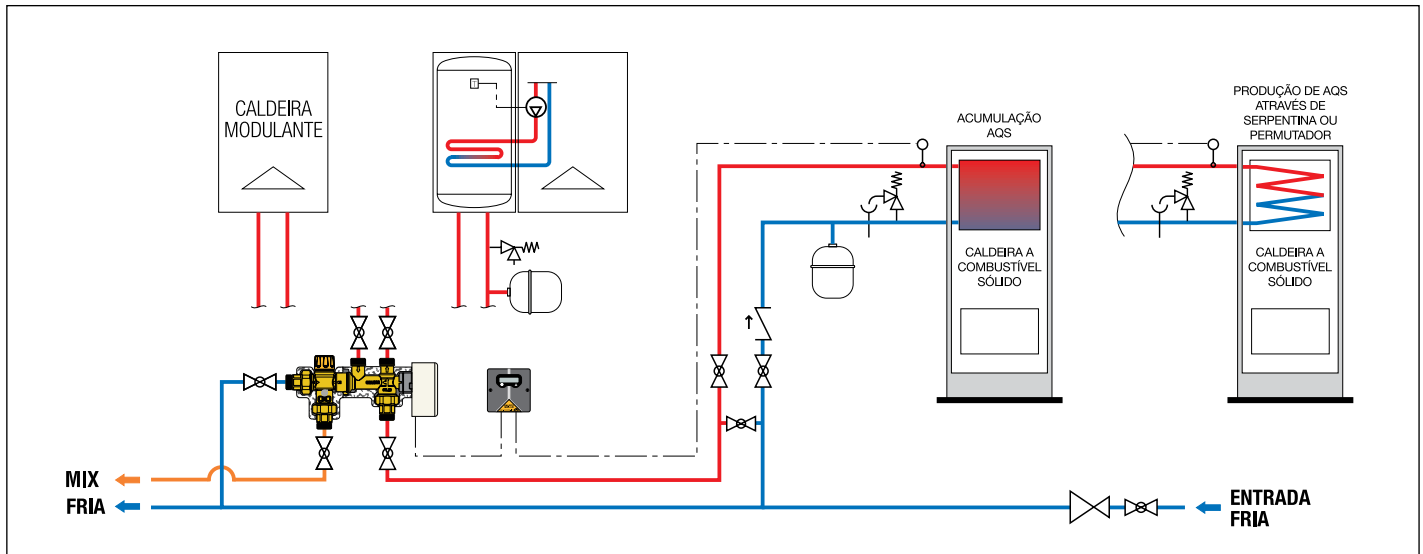 CALDEIRA
MODULANTE
T
ACUMULAÇÃO
AQS
CALDEIRA A
COMBUSTÍVEL
SÓLIDO
PRODUÇÃO DE AQS
ATRAVÉS DE
SERPENTINA OU
PERMUTADOR
CALDEIRA A
COMBUSTÍVEL
SÓLIDO
MIX
FRIA
ENTRADA
FRIA